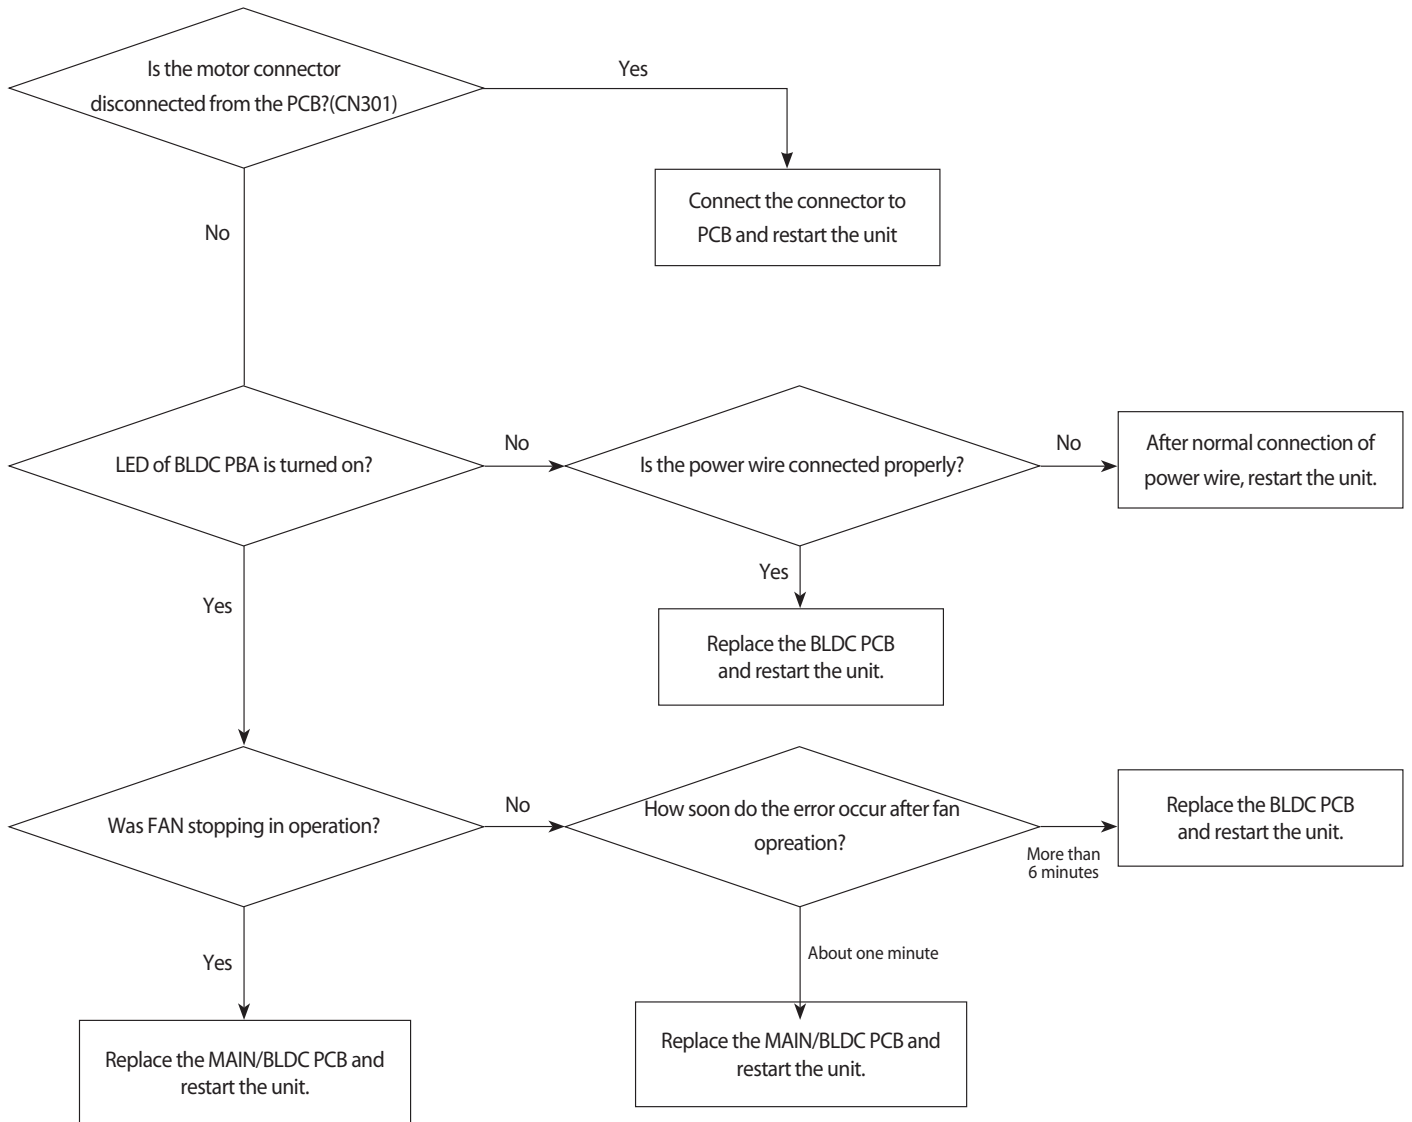 Is the motor connector
disconnected from the PCB?(CN301)
Yes
Connect the connector to
PCB and restart the unit
No
LED of BLDC PBA is turned on?
No
Is the power wire connected properly?
No
After normal connection of
power wire, restart the unit.
Yes
Replace the BLDC PCB
and restart the unit.
Yes
Was FAN stopping in operation?
No
How soon do the error occur after fan
opreation?
More than
6 minutes
Replace the BLDC PCB
and restart the unit.
About one minute
Replace the MAIN/BLDC PCB and
restart the unit.
Yes
Replace the MAIN/BLDC PCB and
restart the unit.